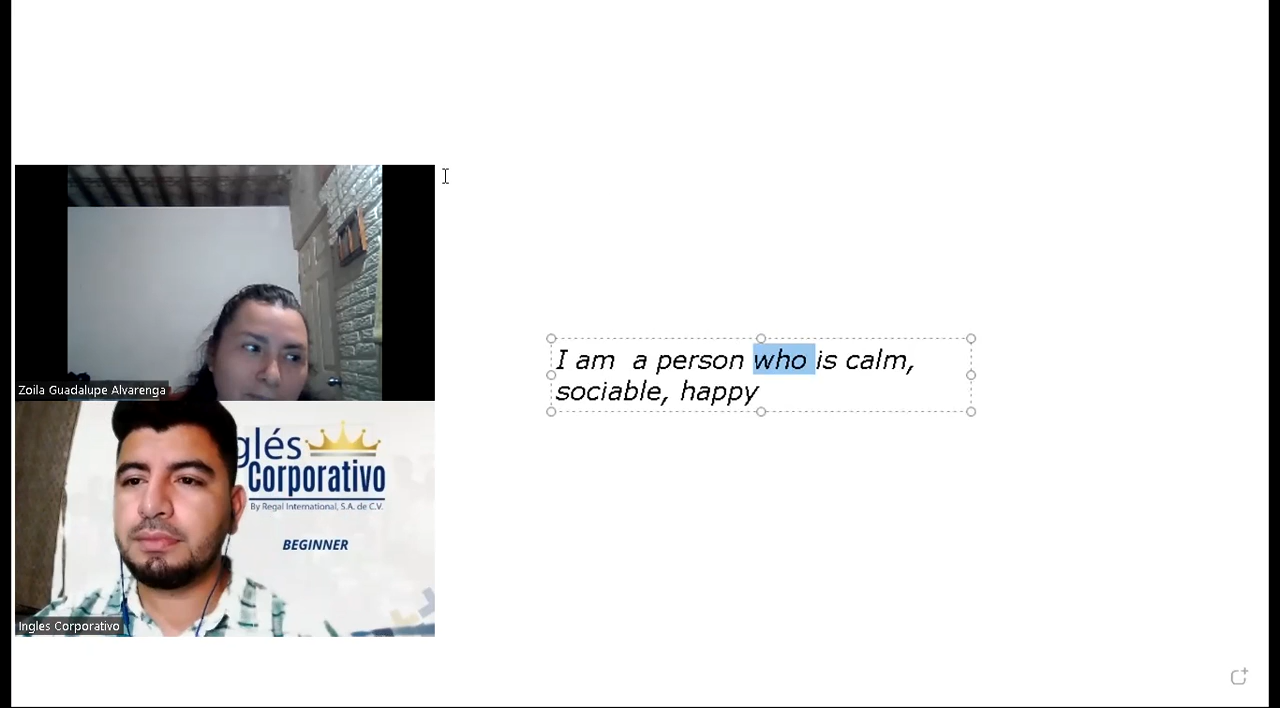 Zoila Guadalupe Alvarenga
I am  a person who is calm,
sociable, happy
glés
Corporativo
By Regal International, S.A. de C.V.
BEGINNER
Ingles Corporativo